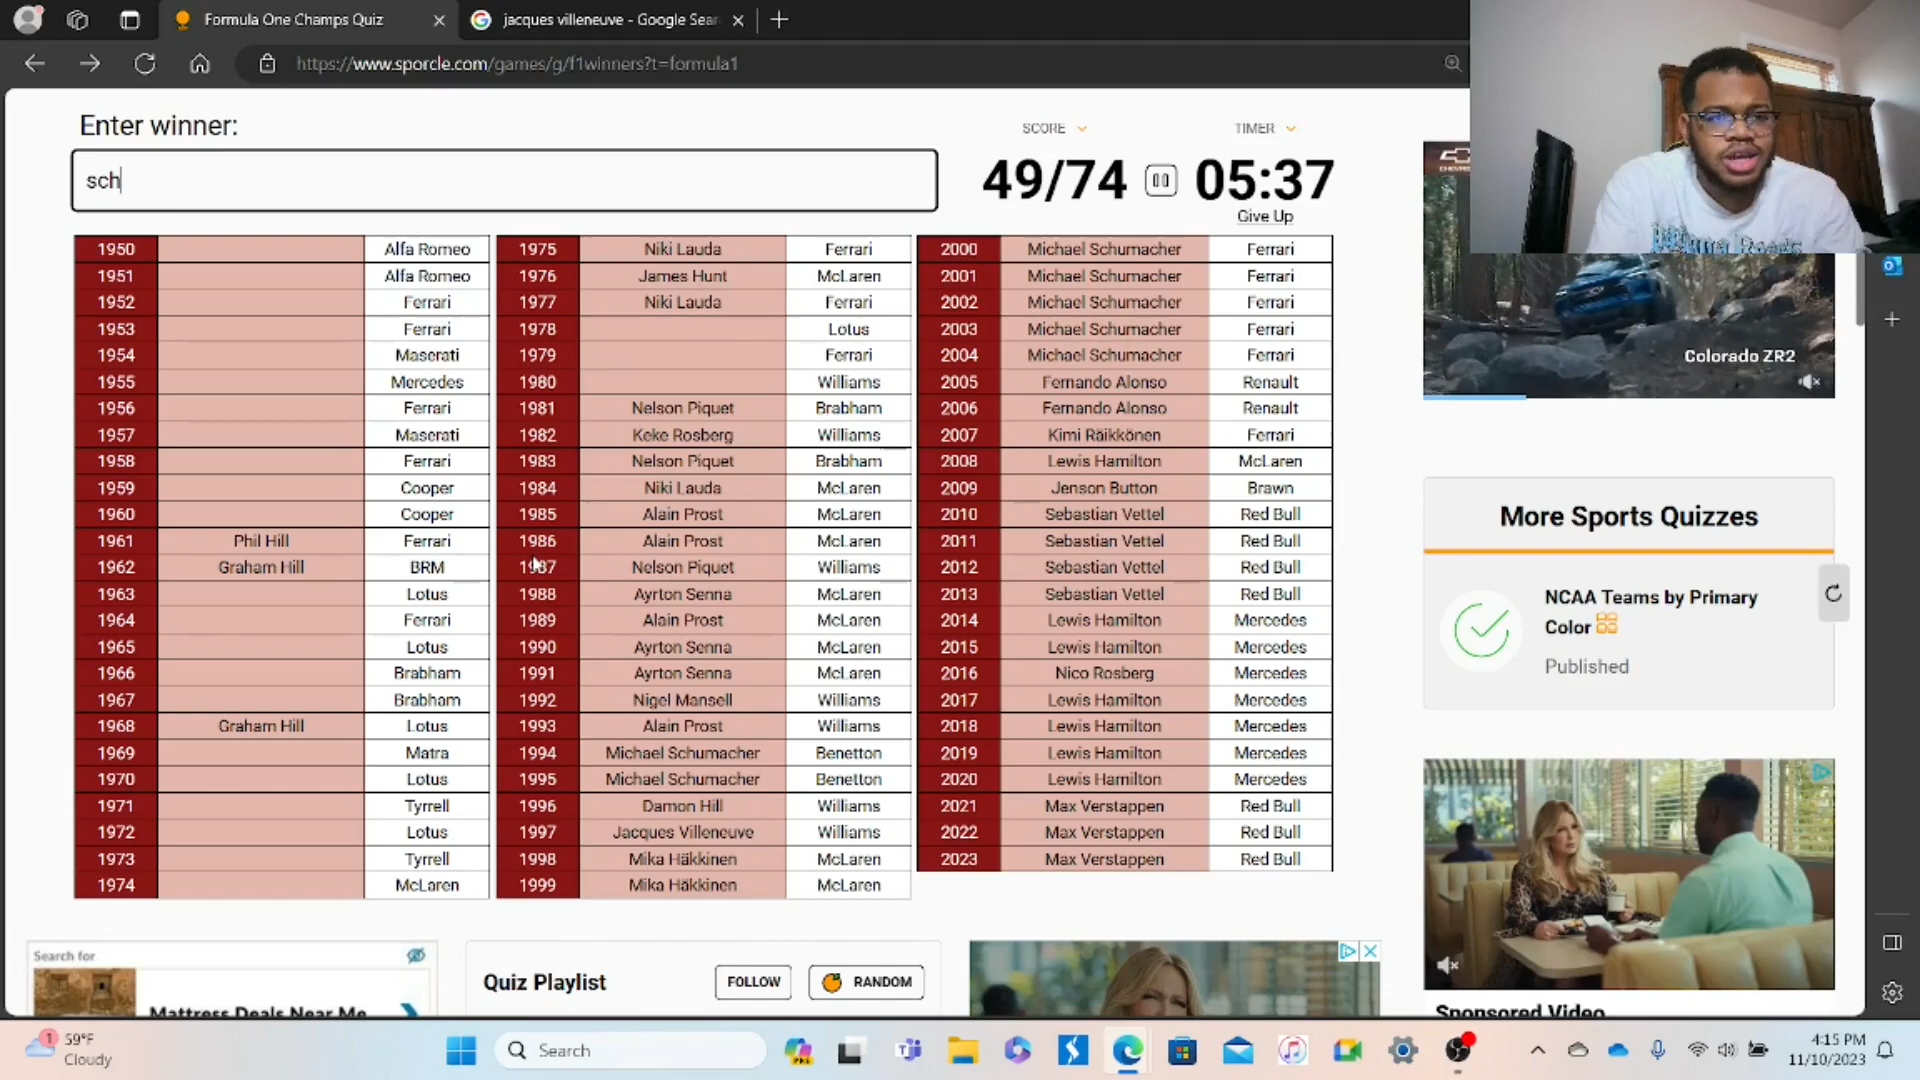 Formula One Champs Quiz
jacques villeneuve - Google Sear
https://www.sporcle.com/games/g/f1winners?t=formula1
Enter winner:
sch
SCORE
TIMER
49/74
05:37
Give Up
1950 Alfa Romeo
1951 Alfa Romeo
1952 Ferrari
1953 Ferrari
1954 Maserati
1955 Mercedes
1956 Ferrari
1957 Maserati
1958 Ferrari
1959 Cooper
1960 Cooper
1961 Phil Hill Ferrari
1962 Graham Hill BRM
1963 Lotus
1964 Ferrari
1965 Lotus
1966 Brabham
1967 Brabham
1968 Graham Hill Lotus
1969 Matra
1970 Lotus
1971 Tyrrell
1972 Lotus
1973 Tyrrell
1974 McLaren
1975 Niki Lauda Ferrari
1976 James Hunt McLaren
1977 Niki Lauda Ferrari
1978 Lotus
1979 Ferrari
1980 Williams
1981 Nelson Piquet Brabham
1982 Keke Rosberg Williams
1983 Nelson Piquet Brabham
1984 Niki Lauda McLaren
1985 Alain Prost McLaren
1986 Alain Prost McLaren
1987 Nelson Piquet Williams
1988 Ayrton Senna McLaren
1989 Alain Prost McLaren
1990 Ayrton Senna McLaren
1991 Ayrton Senna McLaren
1992 Nigel Mansell Williams
1993 Alain Prost Williams
1994 Michael Schumacher Benetton
1995 Michael Schumacher Benetton
1996 Damon Hill Williams
1997 Jacques Villeneuve Williams
1998 Mika Häkkinen McLaren
1999 Mika Häkkinen McLaren
2000 Michael Schumacher Ferrari
2001 Michael Schumacher Ferrari
2002 Michael Schumacher Ferrari
2003 Michael Schumacher Ferrari
2004 Michael Schumacher Ferrari
2005 Fernando Alonso Renault
2006 Fernando Alonso Renault
2007 Kimi Räikkönen Ferrari
2008 Lewis Hamilton McLaren
2009 Jenson Button Brawn
2010 Sebastian Vettel Red Bull
2011 Sebastian Vettel Red Bull
2012 Sebastian Vettel Red Bull
2013 Sebastian Vettel Red Bull
2014 Lewis Hamilton Mercedes
2015 Lewis Hamilton Mercedes
2016 Nico Rosberg Mercedes
2017 Lewis Hamilton Mercedes
2018 Lewis Hamilton Mercedes
2019 Lewis Hamilton Mercedes
2020 Lewis Hamilton Mercedes
2021 Max Verstappen Red Bull
2022 Max Verstappen Red Bull
2023 Max Verstappen Red Bull
Colorado ZR2
More Sports Quizzes
NCAA Teams by Primary
Color
Published
Sponsored Video
Search for
Mattress Deals Near Me
Quiz Playlist
FOLLOW
RANDOM
1
59°F
Cloudy
Search
4:15 PM
11/10/2023